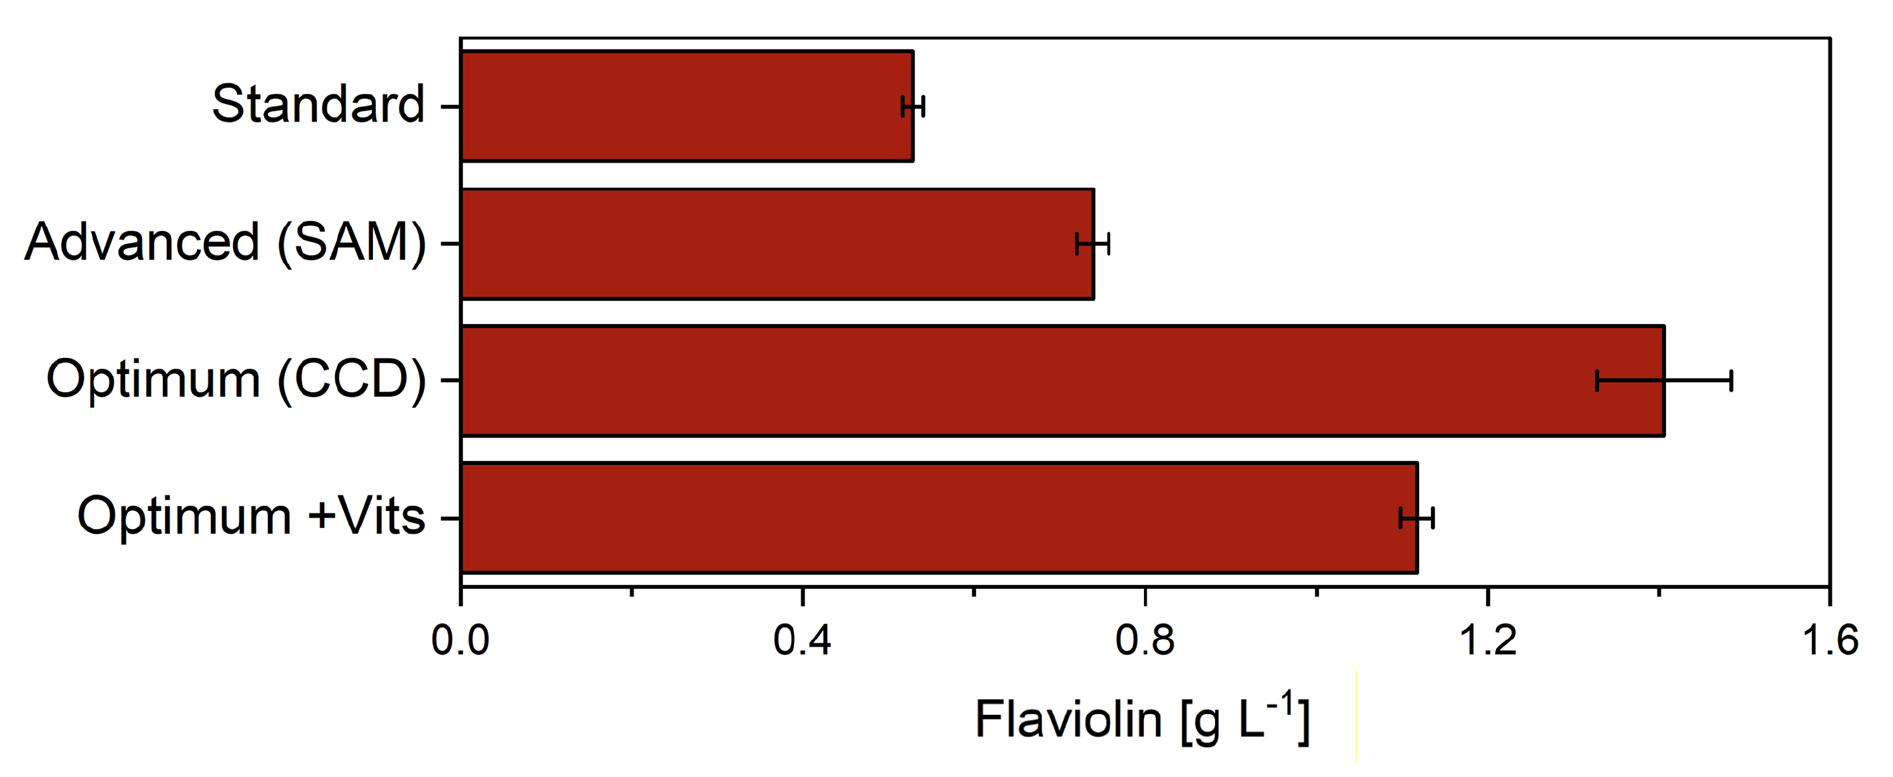 Standard
Advanced (SAM)
Optimum (CCD)
Optimum +Vits
0.0 0.4 0.8 1.2 1.6
Flaviolin [g L⁻¹]